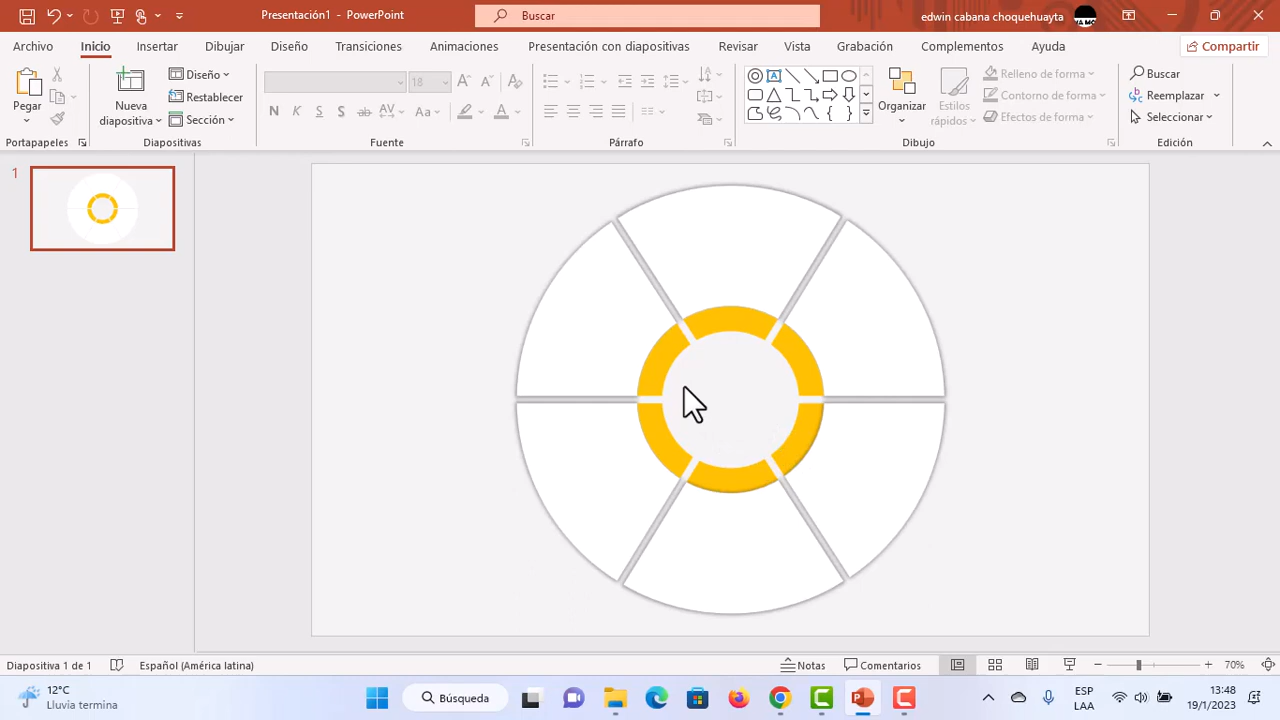 Presentación1 - PowerPoint
Buscar
edwin cabana choquehuayta
Archivo Inicio Insertar Dibujar Diseño Transiciones Animaciones Presentación con diapositivas Revisar Vista Grabación Complementos Ayuda
Compartir
Pegar
Portapapeles
Nueva
diapositiva
Diseño
Restablecer
Sección
Diapositivas
18
N K S S ab AV Aa A
Fuente
Párrafo
Organizar
Estilos
rápidos
Relleno de forma
Contorno de forma
Efectos de forma
Dibujo
Buscar
Reemplazar
Seleccionar
Edición
1
Diapositiva 1 de 1
Español (América latina)
Notas
Comentarios
70%
12°C
Lluvia termina
Búsqueda
ESP
LAA
13:48
19/1/2023